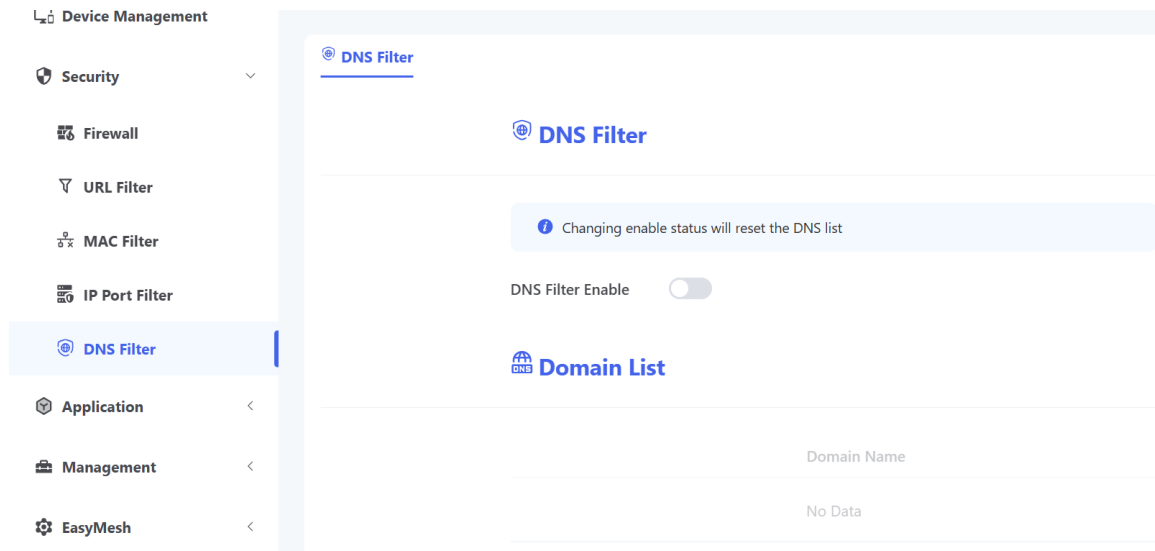 Device Management
Security
Firewall
URL Filter
MAC Filter
IP Port Filter
DNS Filter
Application
Management
EasyMesh
DNS Filter
DNS Filter
Changing enable status will reset the DNS list
DNS Filter Enable
DNS
Domain List
Domain Name
No Data